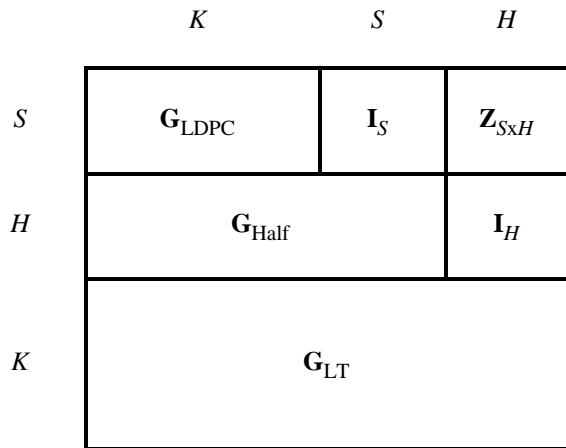 K S H
S G_LDPC I_S Z_SxH
H G_Half I_H
K G_LT